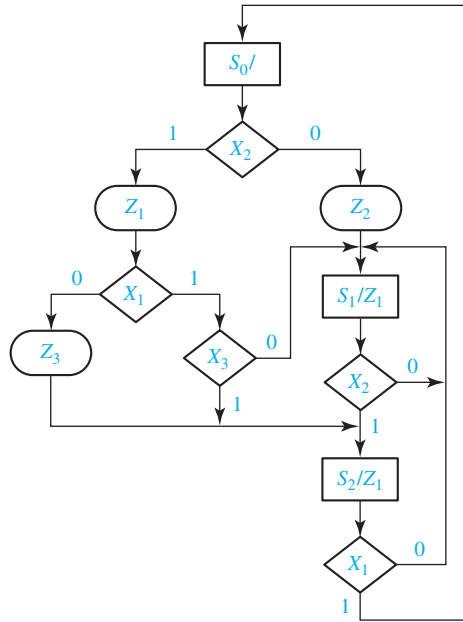 S₀/
1 X₂ 0
Z₁ Z₂
0 X₁ 1 S₁/Z₁
Z₃ X₃ 0 X₂ 0
1 1
S₂/Z₁
X₁ 0
1